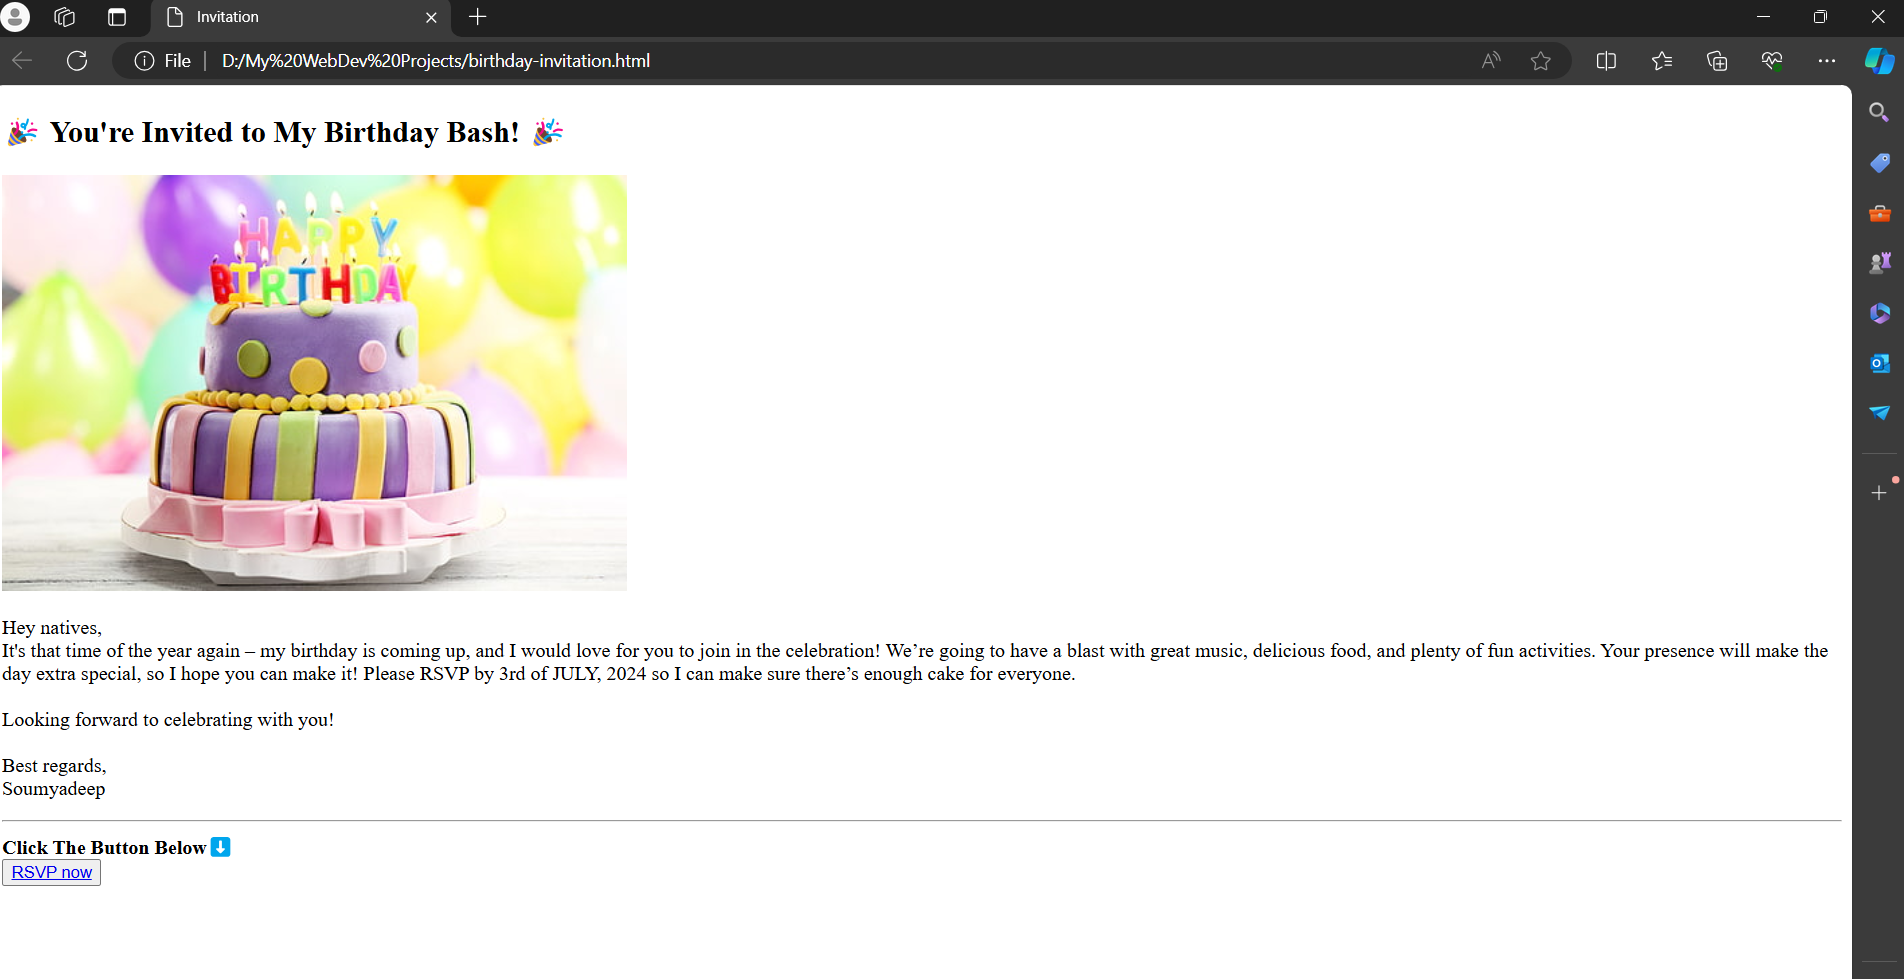 Invitation
File
D:/My%20WebDev%20Projects/birthday-invitation.html
🎉 You're Invited to My Birthday Bash! 🎉
HAPPY
BIRTHDAY
Hey natives,
It's that time of the year again – my birthday is coming up, and I would love for you to join in the celebration! We’re going to have a blast with great music, delicious food, and plenty of fun activities. Your presence will make the
day extra special, so I hope you can make it! Please RSVP by 3rd of JULY, 2024 so I can make sure there’s enough cake for everyone.
Looking forward to celebrating with you!
Best regards,
Soumyadeep
Click The Button Below⬇️
RSVP now